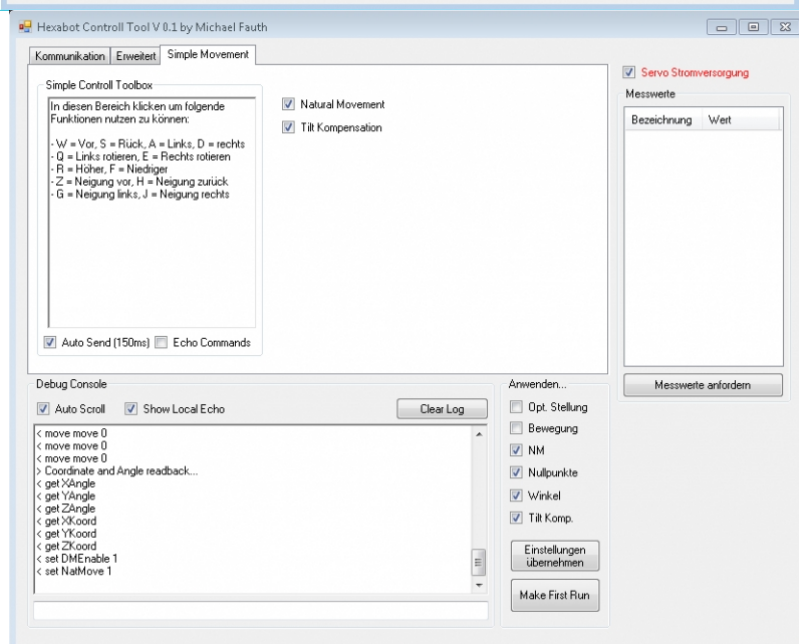 Hexabot Controll Tool V 0.1 by Michael Fauth
Kommunikation Erweitert Simple Movement
Simple Controll Toolbox
In diesen Bereich klicken um folgende
Funktionen nutzen zu können:
- W = Vor, S = Rück, A = Links, D = rechts
- Q = Links rotieren, E = Rechts rotieren
- R = Höher, F = Niedriger
- Z = Neigung vor, H = Neigung zurück
- G = Neigung links, J = Neigung rechts
Auto Send (150ms) Echo Commands
Natural Movement
Tilt Kompensation
Servo Stromversorgung
Messwerte
Bezeichnung Wert
Messwerte anfordern
Debug Console
Auto Scroll Show Local Echo Clear Log
< move move 0
< move move 0
< move move 0
> Coordinate and Angle readback...
< get XAngle
< get YAngle
< get ZAngle
< get XKoord
< get YKoord
< get ZKoord
< set DMEnable 1
< set NatMove 1
Anwenden...
Opt. Stellung
Bewegung
NM
Nullpunkte
Winkel
Tilt Komp.
Einstellungen
übernehmen
Make First Run